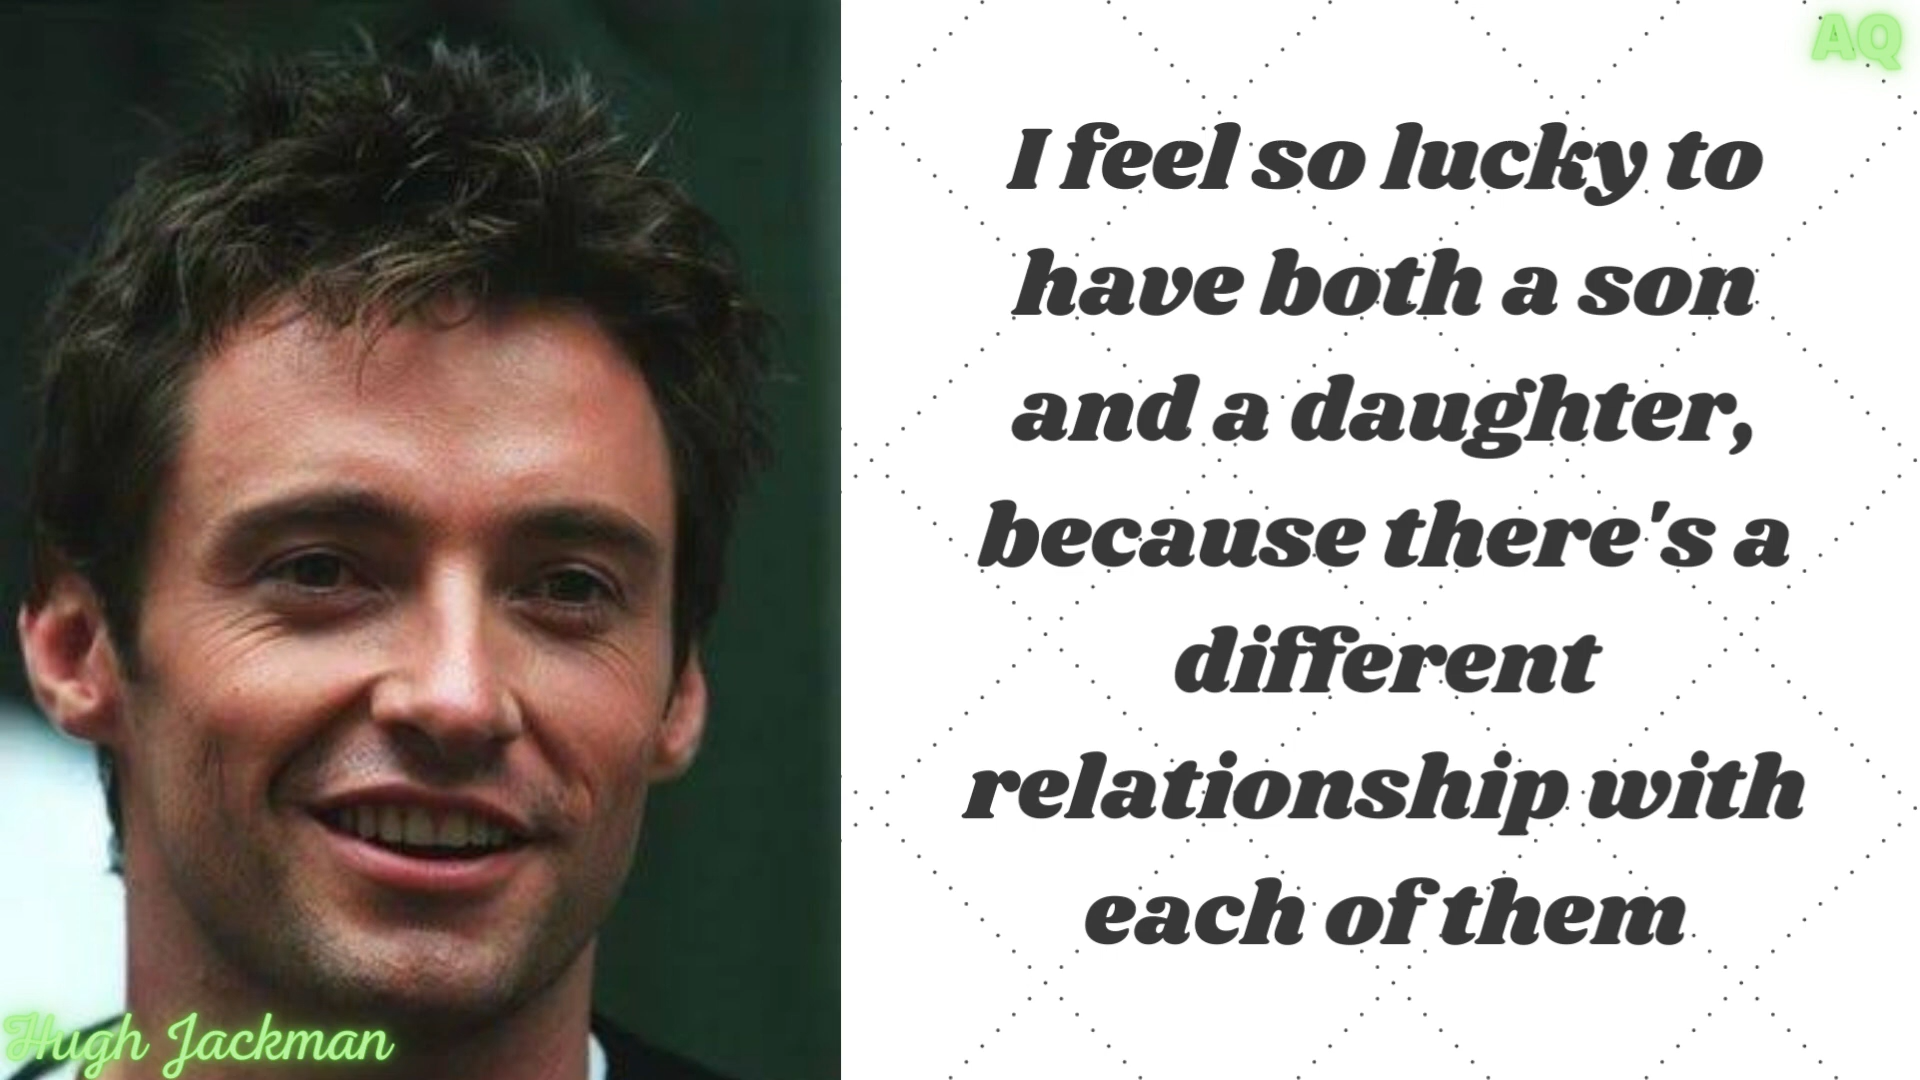 AQ
I feel so lucky to
have both a son
and a daughter,
because there's a
different
relationship with
each of them
Hugh Jackman